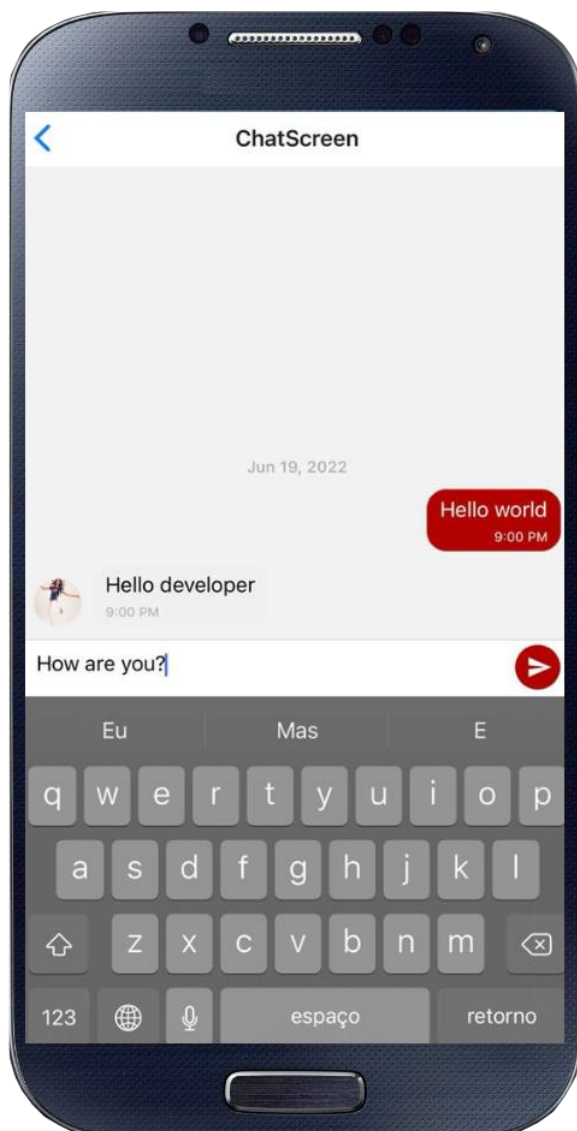 ChatScreen
Jun 19, 2022
Hello world
9:00 PM
Hello developer
9:00 PM
How are you?
Eu Mas E
q w e r t y u i o p
a s d f g h j k l
z x c v b n m
123 espaço retorno